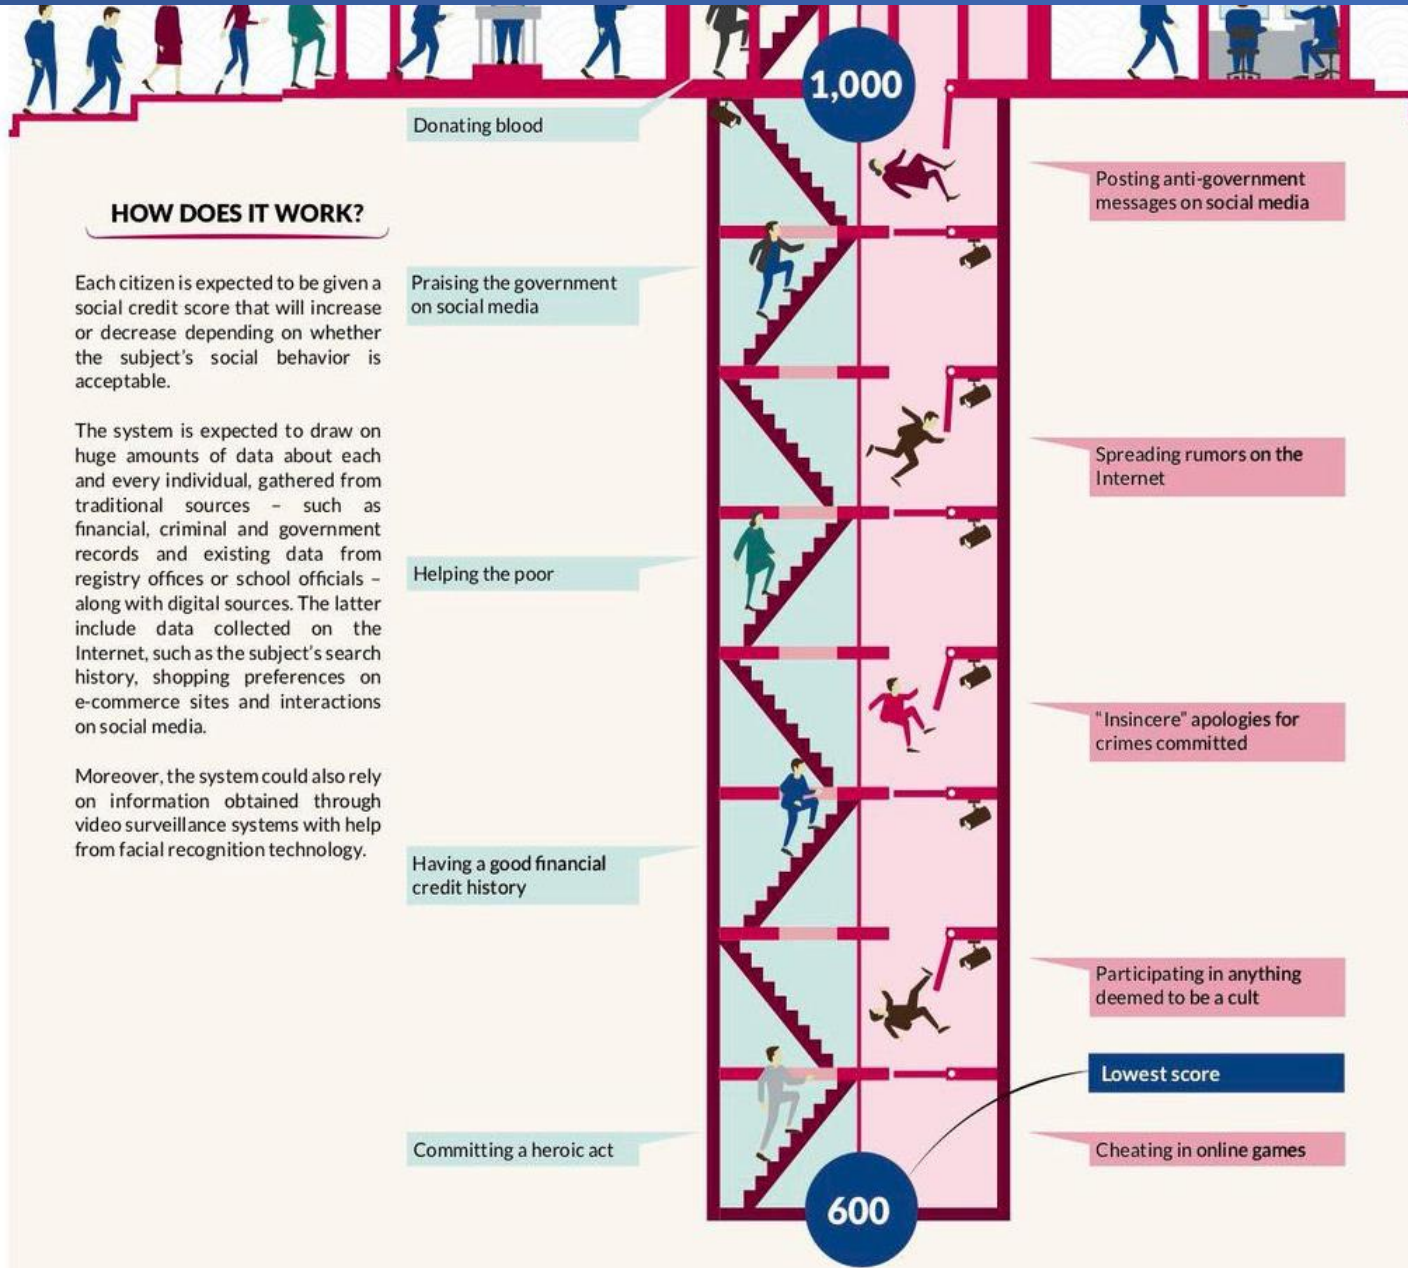 1,000
Donating blood
Posting anti-government
messages on social media
HOW DOES IT WORK?
Each citizen is expected to be given a
social credit score that will increase
or decrease depending on whether
the subject's social behavior is
acceptable.
The system is expected to draw on
huge amounts of data about each
and every individual, gathered from
traditional sources – such as
financial, criminal and government
records and existing data from
registry offices or school officials –
along with digital sources. The latter
include data collected on the
Internet, such as the subject's search
history, shopping preferences on
e-commerce sites and interactions
on social media.
Moreover, the system could also rely
on information obtained through
video surveillance systems with help
from facial recognition technology.
Praising the government
on social media
Spreading rumors on the
Internet
Helping the poor
"Insincere" apologies for
crimes committed
Having a good financial
credit history
Participating in anything
deemed to be a cult
Lowest score
Committing a heroic act
Cheating in online games
600